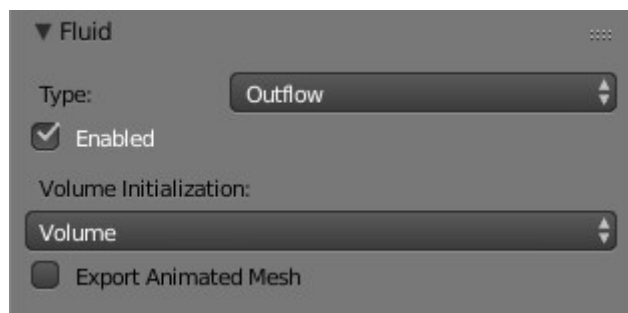 Fluid
Type: Outflow
Enabled
Volume Initialization:
Volume
Export Animated Mesh